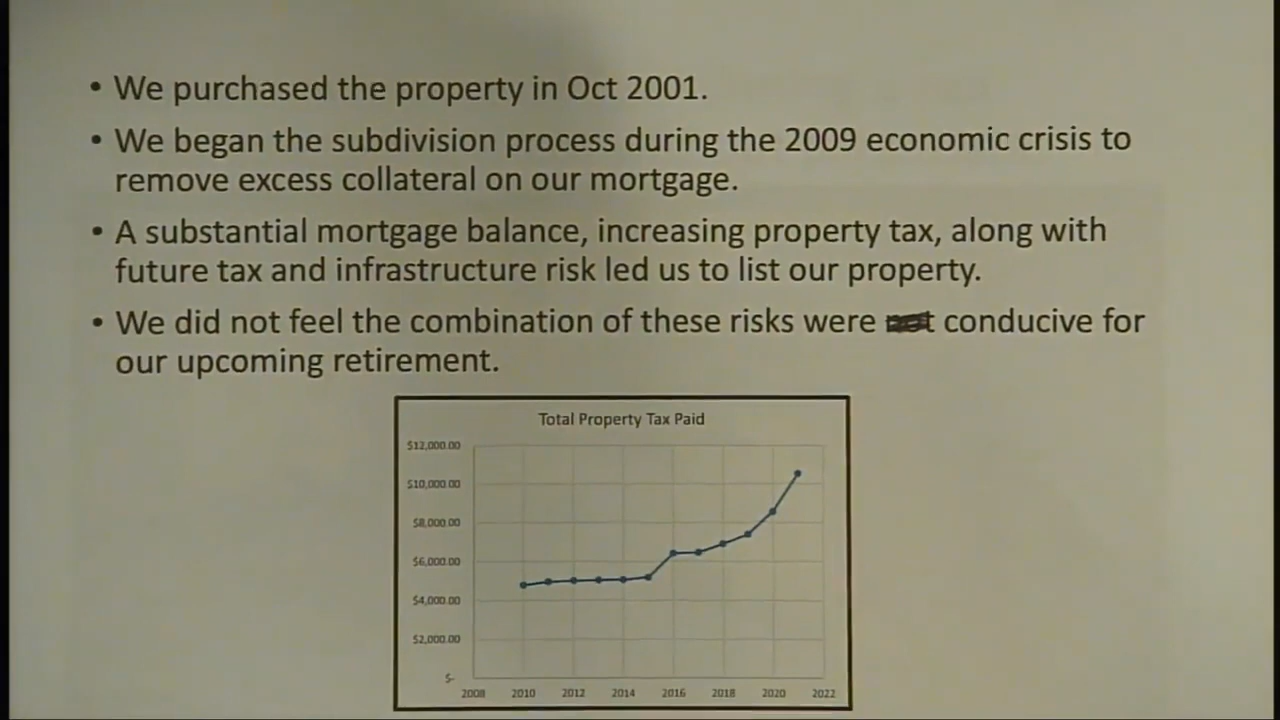 • We purchased the property in Oct 2001.
• We began the subdivision process during the 2009 economic crisis to
remove excess collateral on our mortgage.
• A substantial mortgage balance, increasing property tax, along with
future tax and infrastructure risk led us to list our property.
• We did not feel the combination of these risks were conducive for
our upcoming retirement.
Total Property Tax Paid
$12,000.00
$10,000.00
$8,000.00
$6,000.00
$4,000.00
$2,000.00
$-
2008 2010 2012 2014 2016 2018 2020 2022